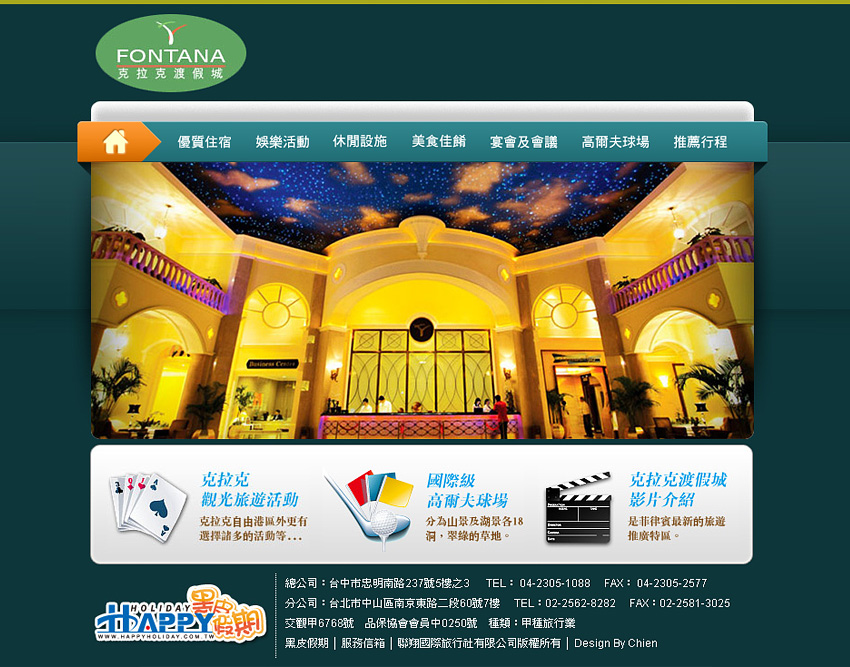 FONTANA
克拉克渡假城
優質住宿 娛樂活動 休閒設施 美食佳餚 宴會及會議 高爾夫球場 推薦行程
Business Center
克拉克
觀光旅遊活動
克拉克自由港區外更有
選擇諸多的活動等...
國際級
高爾夫球場
分為山景及湖景各18
洞，翠綠的草地。
克拉克渡假城
影片介紹
是菲律賓最新的旅遊
推廣特區。
HOLIDAY
HAPPY
黑皮假期
WWW.HAPPYHOLIDAY.COM.TW
總公司：台中市忠明南路237號5樓之3 TEL： 04-2305-1088 FAX： 04-2305-2577
分公司：台北市中山區南京東路二段60號7樓 TEL：02-2562-8282 FAX：02-2581-3025
交觀甲6768號 品保協會會員中0250號 種類：甲種旅行業
黑皮假期│服務信箱│聯翔國際旅行社有限公司版權所有│ Design By Chien